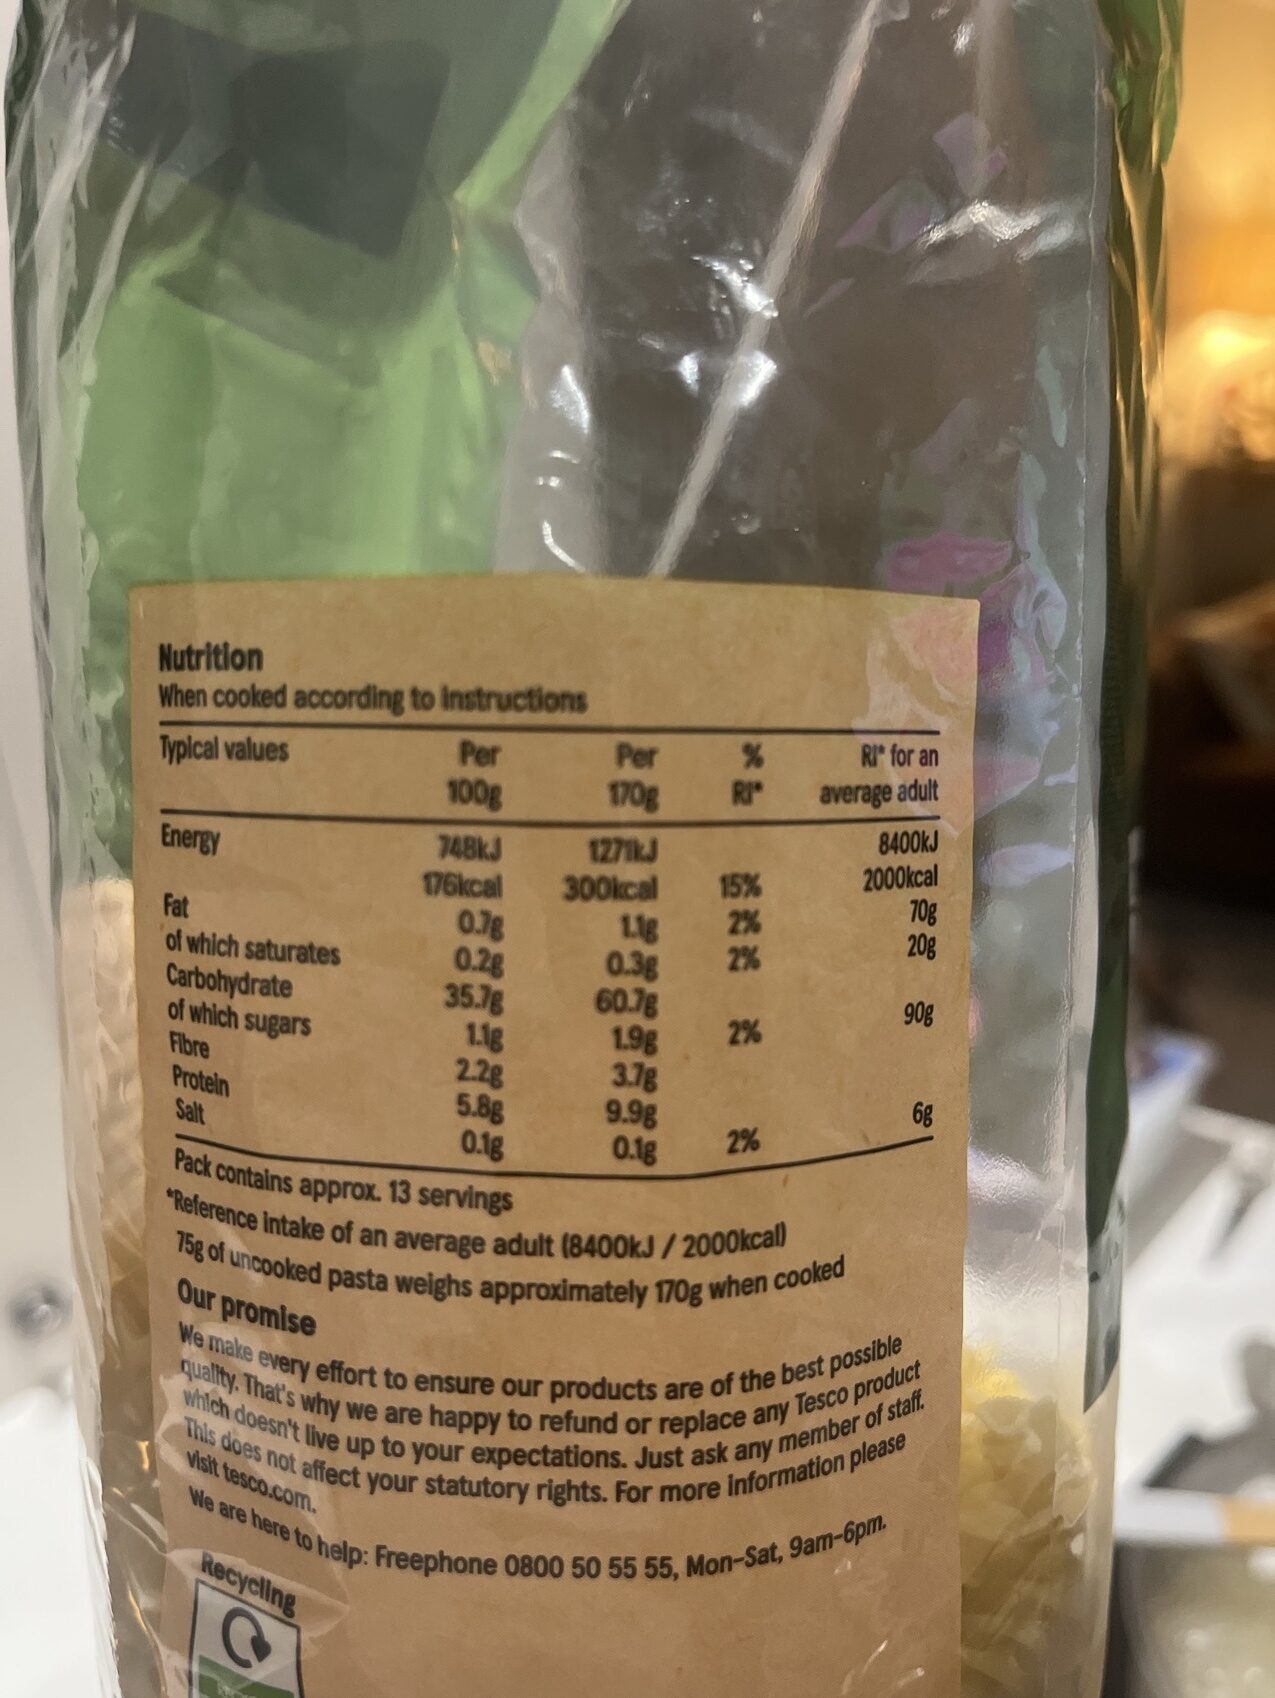 Nutrition
When cooked according to instructions
Typical values Per 100g Per 170g % RI* RI* for an average adult
Energy 748kJ 1271kJ 8400kJ
176kcal 300kcal 15% 2000kcal
Fat 0.7g 1.1g 2% 70g
of which saturates 0.2g 0.3g 2% 20g
Carbohydrate 35.7g 60.7g
of which sugars 1.1g 1.9g 2% 90g
Fibre 2.2g 3.7g
Protein 5.8g 9.9g
Salt 0.1g 0.1g 2% 6g
Pack contains approx. 13 servings
*Reference intake of an average adult (8400kJ / 2000kcal)
75g of uncooked pasta weighs approximately 170g when cooked
Our promise
We make every effort to ensure our products are of the best possible
quality. That's why we are happy to refund or replace any Tesco product
which doesn't live up to your expectations. Just ask any member of staff.
This does not affect your statutory rights. For more information please
visit tesco.com.
We are here to help: Freephone 0800 50 55 55, Mon-Sat, 9am-6pm.
Recycling